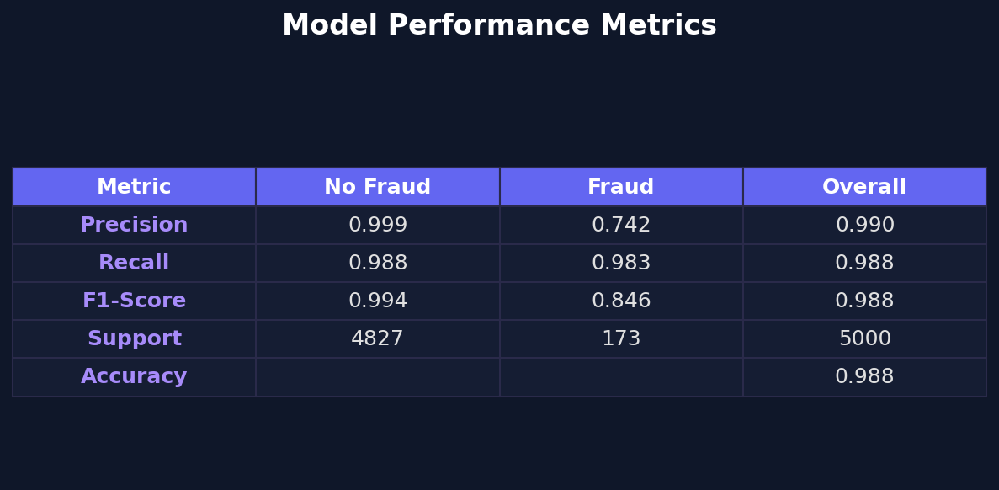 Model Performance Metrics
Metric No Fraud Fraud Overall
Precision 0.999 0.742 0.990
Recall 0.988 0.983 0.988
F1-Score 0.994 0.846 0.988
Support 4827 173 5000
Accuracy 0.988